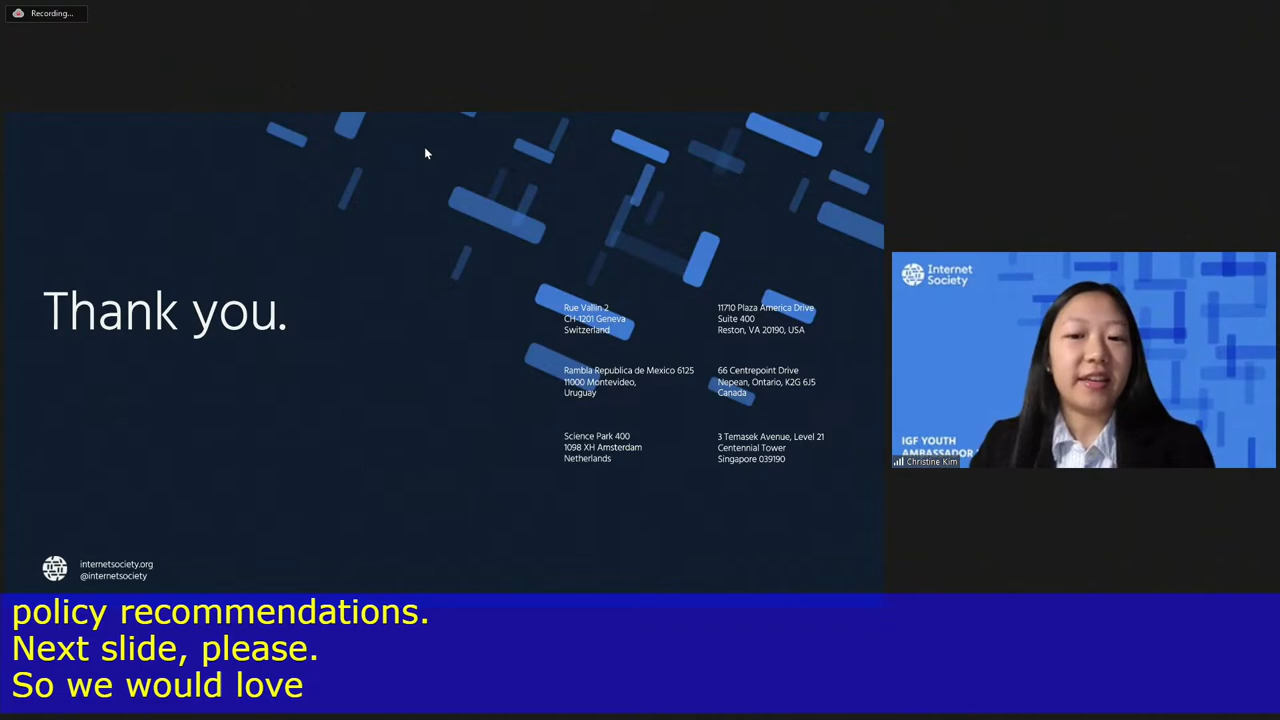 Recording...
Thank you.
Rue Vallin 2
CH-1201 Geneva
Switzerland
11710 Plaza America Drive
Suite 400
Reston, VA 20190, USA
Rambla Republica de Mexico 6125
11000 Montevideo,
Uruguay
66 Centrepoint Drive
Nepean, Ontario, K2G 6J5
Canada
Science Park 400
1098 XH Amsterdam
Netherlands
3 Temasek Avenue, Level 21
Centennial Tower
Singapore 039190
internetsociety.org
@internetsociety
Internet
Society
IGF YOUTH
AMBASSADOR
Christine Kim
policy recommendations.
Next slide, please.
So we would love